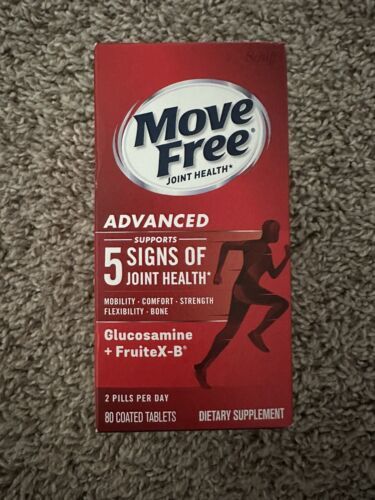 Schiff
Move
Free®
JOINT HEALTH*
ADVANCED
SUPPORTS
5 SIGNS OF
JOINT HEALTH*
MOBILITY · COMFORT · STRENGTH
FLEXIBILITY · BONE
Glucosamine
+ FruiteX-B®
2 PILLS PER DAY
80 COATED TABLETS DIETARY SUPPLEMENT